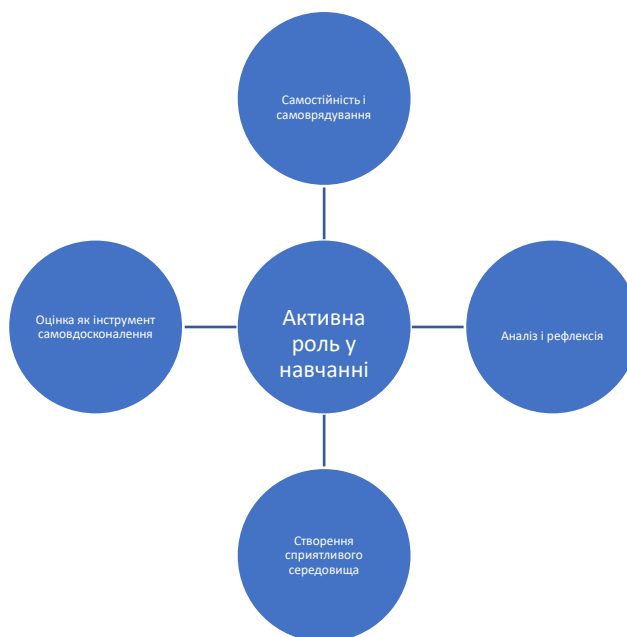 Самостійність і
самоврядування
Оцінка як інструмент
самовдосконалення
Активна
роль у
навчанні
Аналіз і рефлексія
Створення
сприятливого
середовища